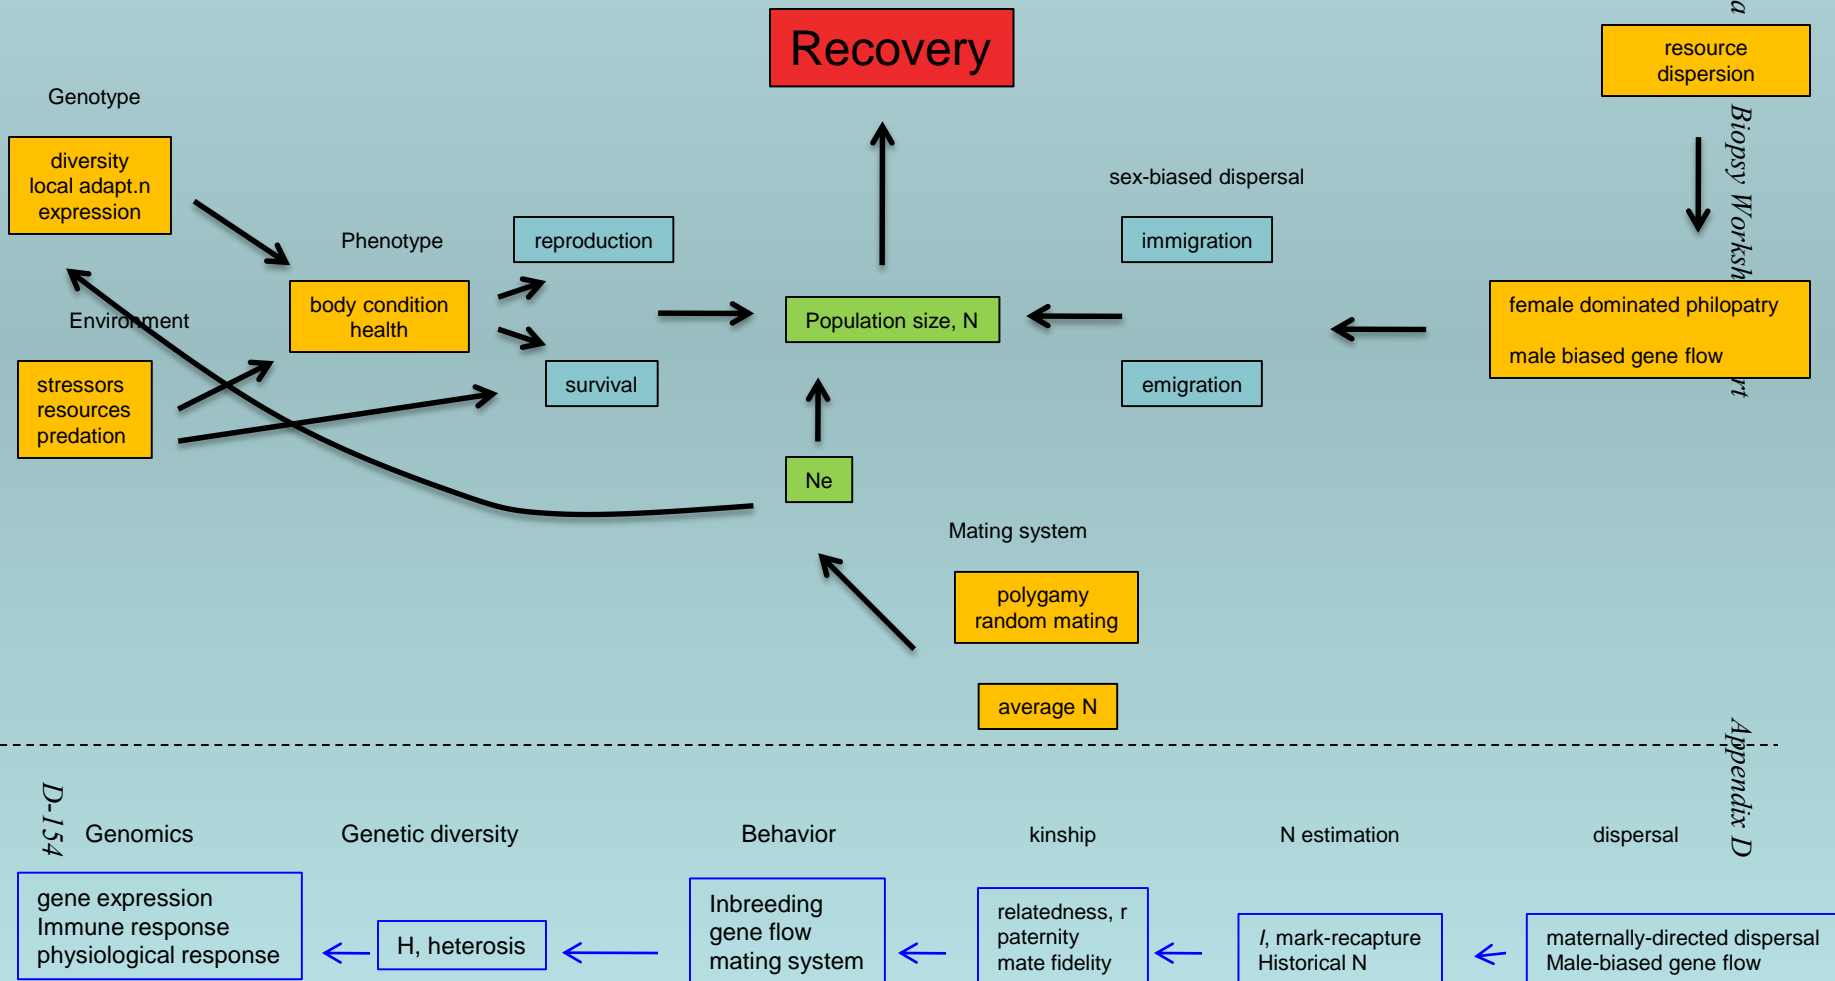 Recovery
resource
dispersion
Genotype
diversity
local adapt.n
expression
sex-biased dispersal
Phenotype
reproduction
immigration
body condition
health
Environment
Population size, N
female dominated philopatry
male biased gene flow
stressors
resources
predation
survival
emigration
Ne
Mating system
polygamy
random mating
average N
Biopsy
Appendix D
D-154
Genomics
Genetic diversity
Behavior
kinship
N estimation
dispersal
gene expression
Immune response
physiological response
H, heterosis
Inbreeding
gene flow
mating system
relatedness, r
paternity
mate fidelity
I, mark-recapture
Historical N
maternally-directed dispersal
Male-biased gene flow